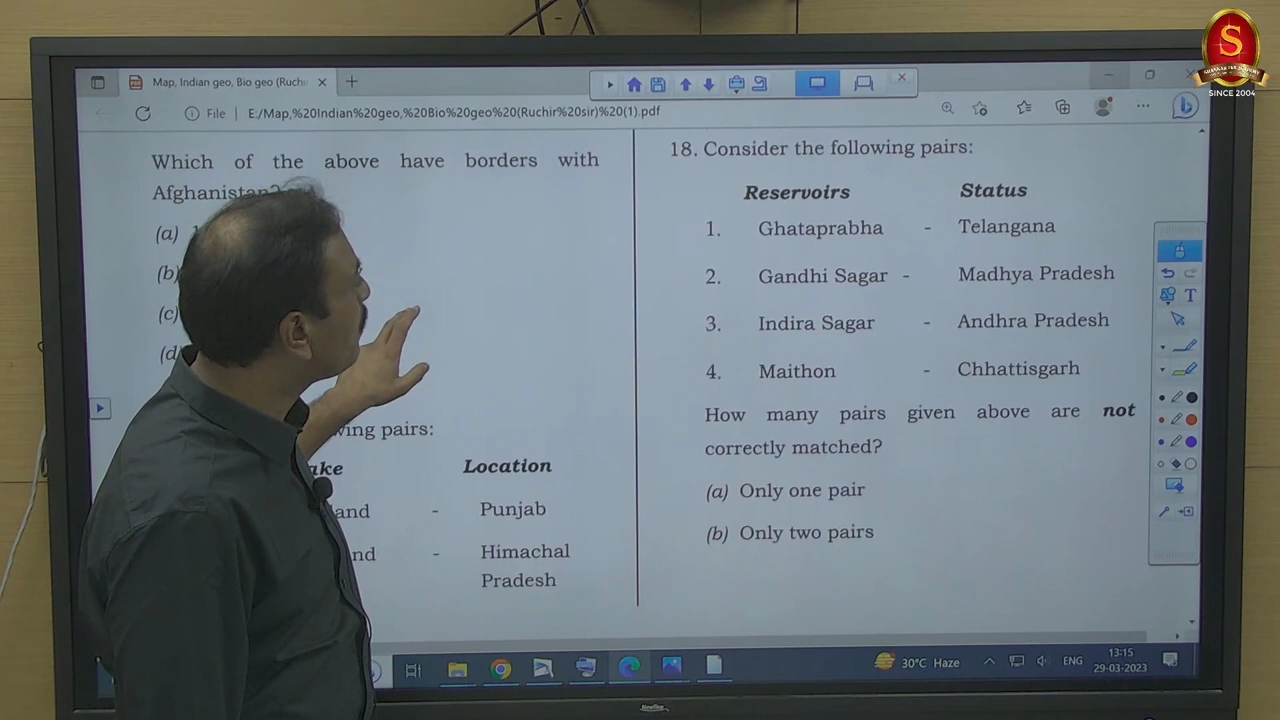 Map, Indian geo, Bio geo (Ruchi
File
E:/Map,%20Indian%20geo,%20Bio%20geo%20(Ruchir%20sir)%20(1).pdf
S
SINCE 2004
Which of the above have borders with
Afghanistan?
(a)
(b)
(c)
(d)
wing pairs:
ake Location
and - Punjab
nd - Himachal
Pradesh
18. Consider the following pairs:
Reservoirs Status
1. Ghataprabha - Telangana
2. Gandhi Sagar - Madhya Pradesh
3. Indira Sagar - Andhra Pradesh
4. Maithon - Chhattisgarh
How many pairs given above are not
correctly matched?
(a) Only one pair
(b) Only two pairs
T
30°C Haze
ENG
13:15
29-03-2023
Newline